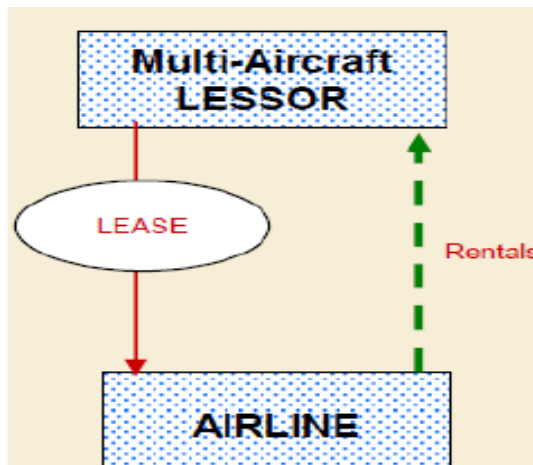 Multi-Aircraft
LESSOR
LEASE
Rentals
AIRLINE